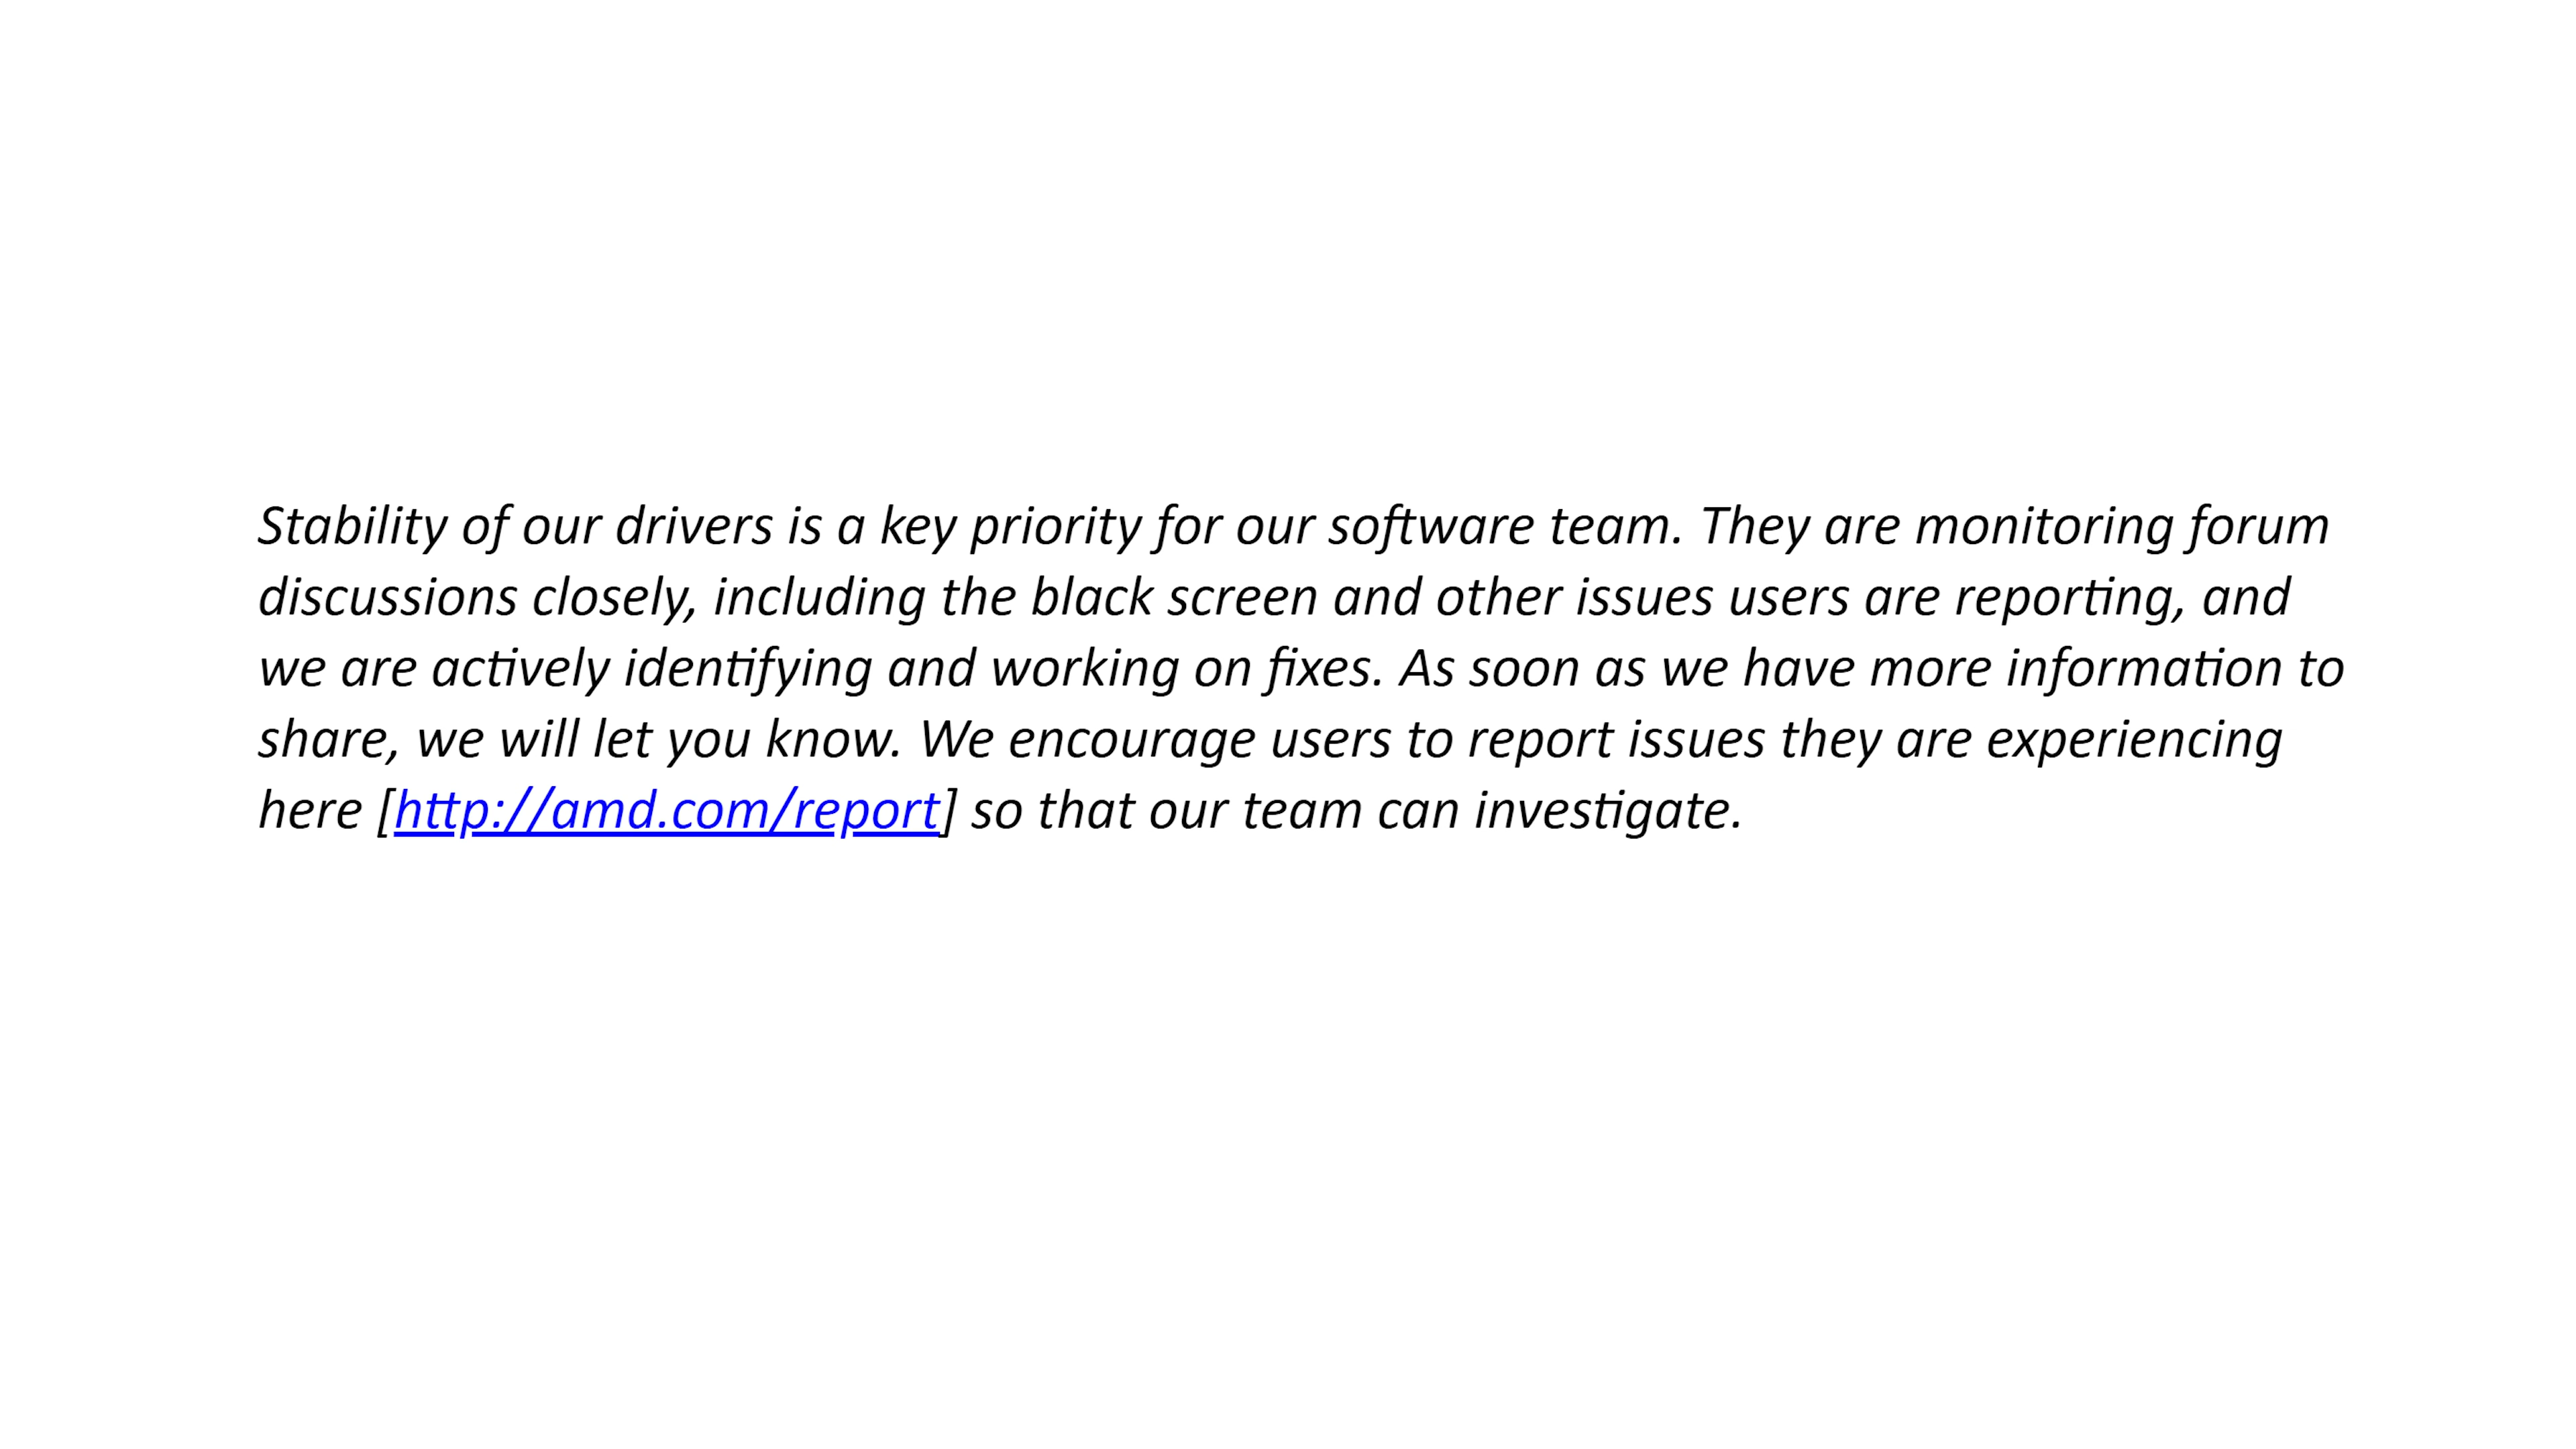 Stability of our drivers is a key priority for our software team. They are monitoring forum
discussions closely, including the black screen and other issues users are reporting, and
we are actively identifying and working on fixes. As soon as we have more information to
share, we will let you know. We encourage users to report issues they are experiencing
here [http://amd.com/report] so that our team can investigate.